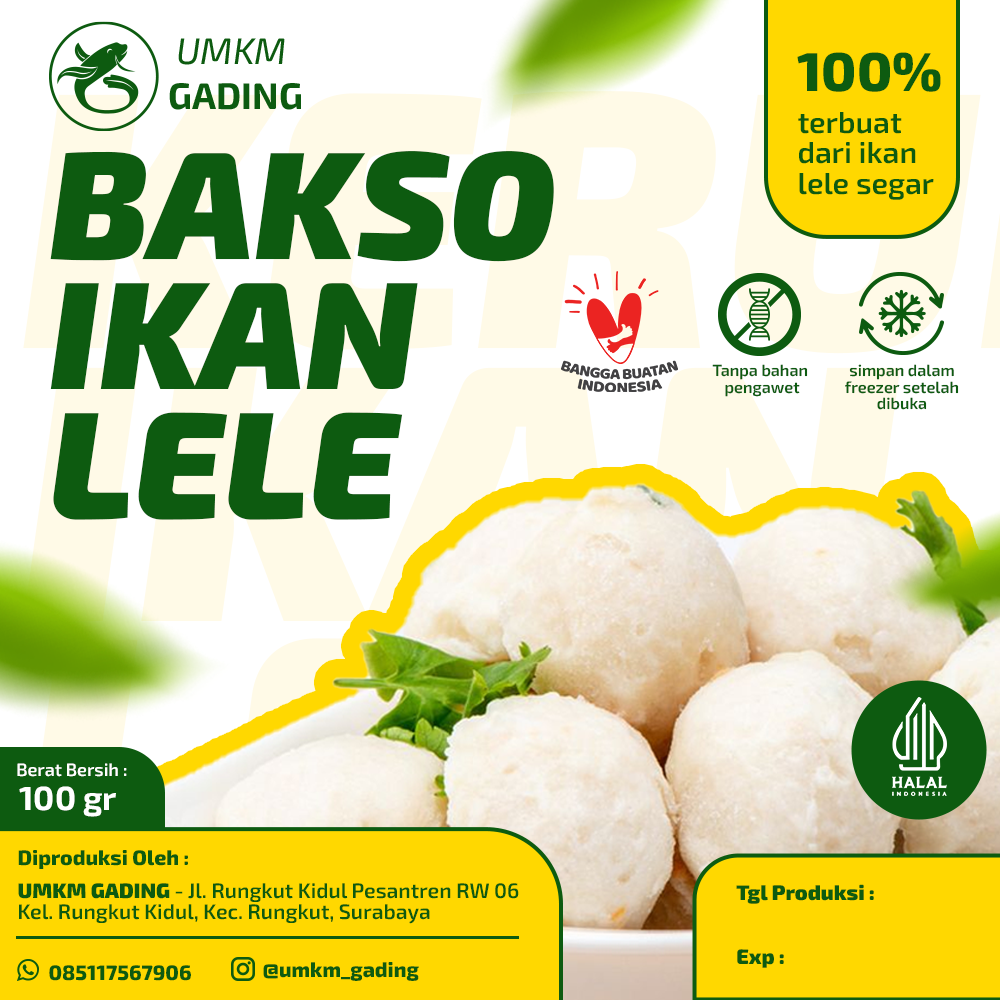 UMKM
GADING
BAKSO
IKAN
LELE
100%
terbuat
dari ikan
lele segar
BANGGA BUATAN
INDONESIA
Tanpa bahan
pengawet
simpan dalam
freezer setelah
dibuka
HALAL
INDONESIA
Berat Bersih :
100 gr
Diproduksi Oleh :
UMKM GADING - Jl. Rungkut Kidul Pesantren RW 06
Kel. Rungkut Kidul, Kec. Rungkut, Surabaya
085117567906
@umkm_gading
Tgl Produksi :
Exp :